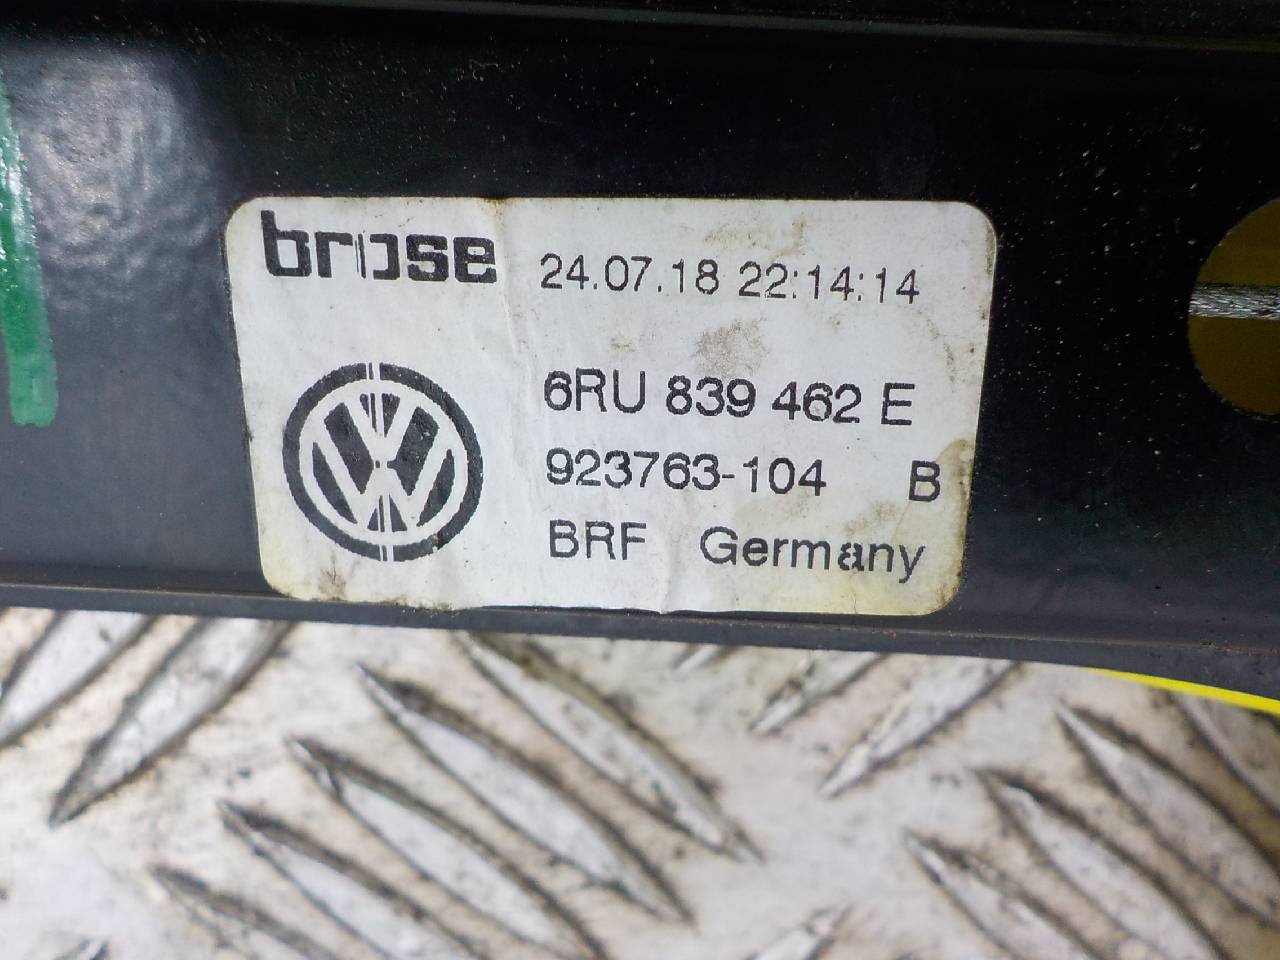 brose 24.07.18 22:14:14
6RU 839 462 E
923763-104 B
BRF Germany